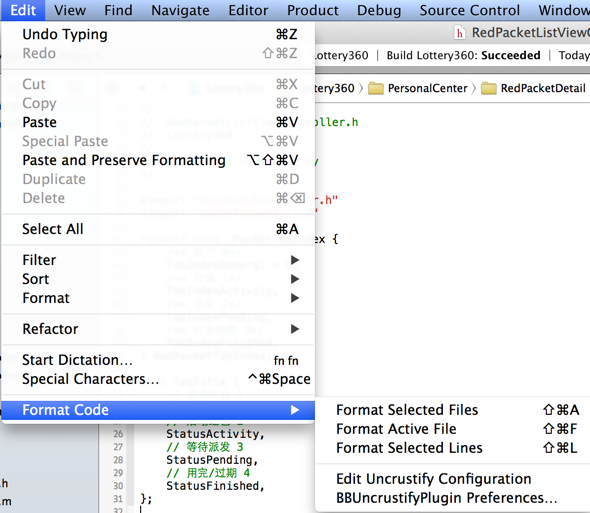 Edit View Find Navigate Editor Product Debug Source Control Window
RedPacketListViewC
Lottery360 | Build Lottery360: Succeeded | Today
Lottery360 PersonalCenter RedPacketDetail
Undo Typing ⌘Z
Redo ⇧⌘Z
Cut ⌘X
Copy ⌘C
Paste ⌘V
Special Paste ⌥⌘V
Paste and Preserve Formatting ⌥⇧⌘V
Duplicate ⌘D
Delete ⌘⌫
Select All ⌘A
Filter ▶
Sort ▶
Format ▶
Refactor ▶
Start Dictation... fn fn
Special Characters... ^⌘Space
Format Code ▶
Format Selected Files ⇧⌘A
Format Active File ⇧⌘F
Format Selected Lines ⇧⌘L
Edit Uncrustify Configuration
BBUncrustifyPlugin Preferences...
oller.h
er.h"
ex {
26 StatusActivity,
27 // 等待派发 3
28 StatusPending,
29 // 用完/过期 4
30 StatusFinished,
31 };
32
.h
.m